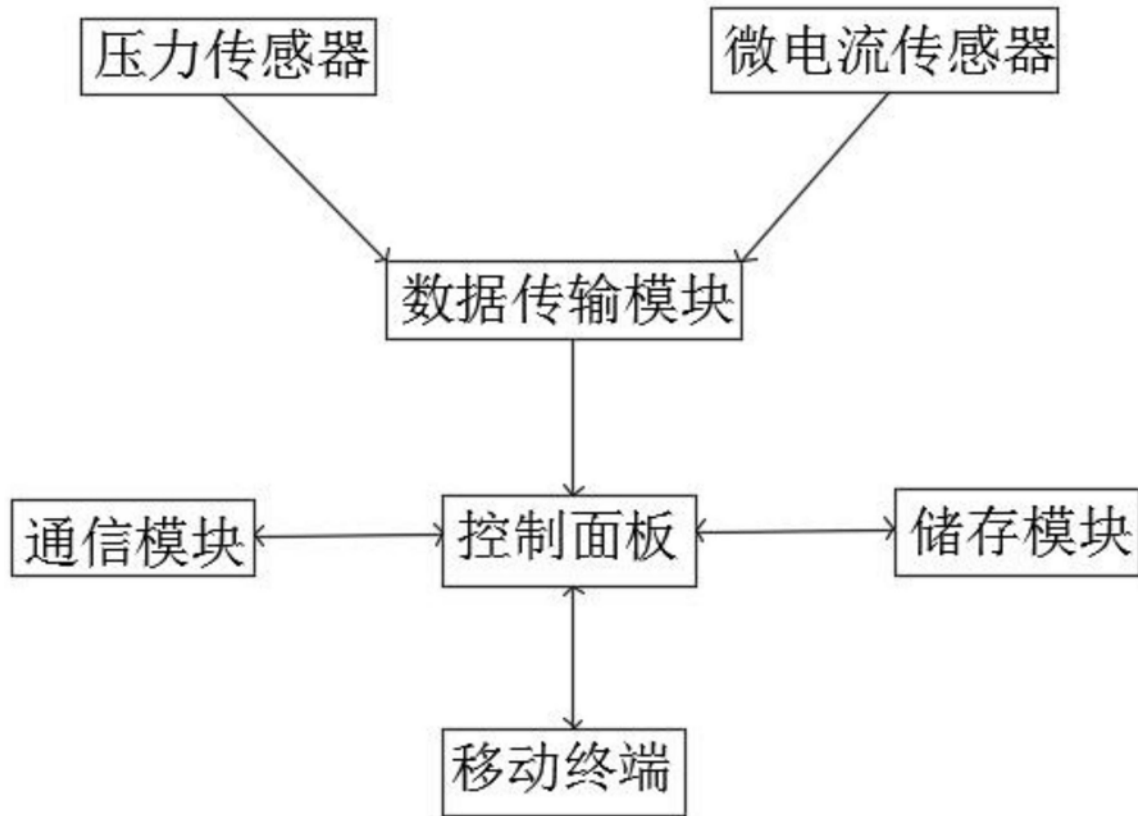 压力传感器
微电流传感器
数据传输模块
通信模块
控制面板
储存模块
移动终端